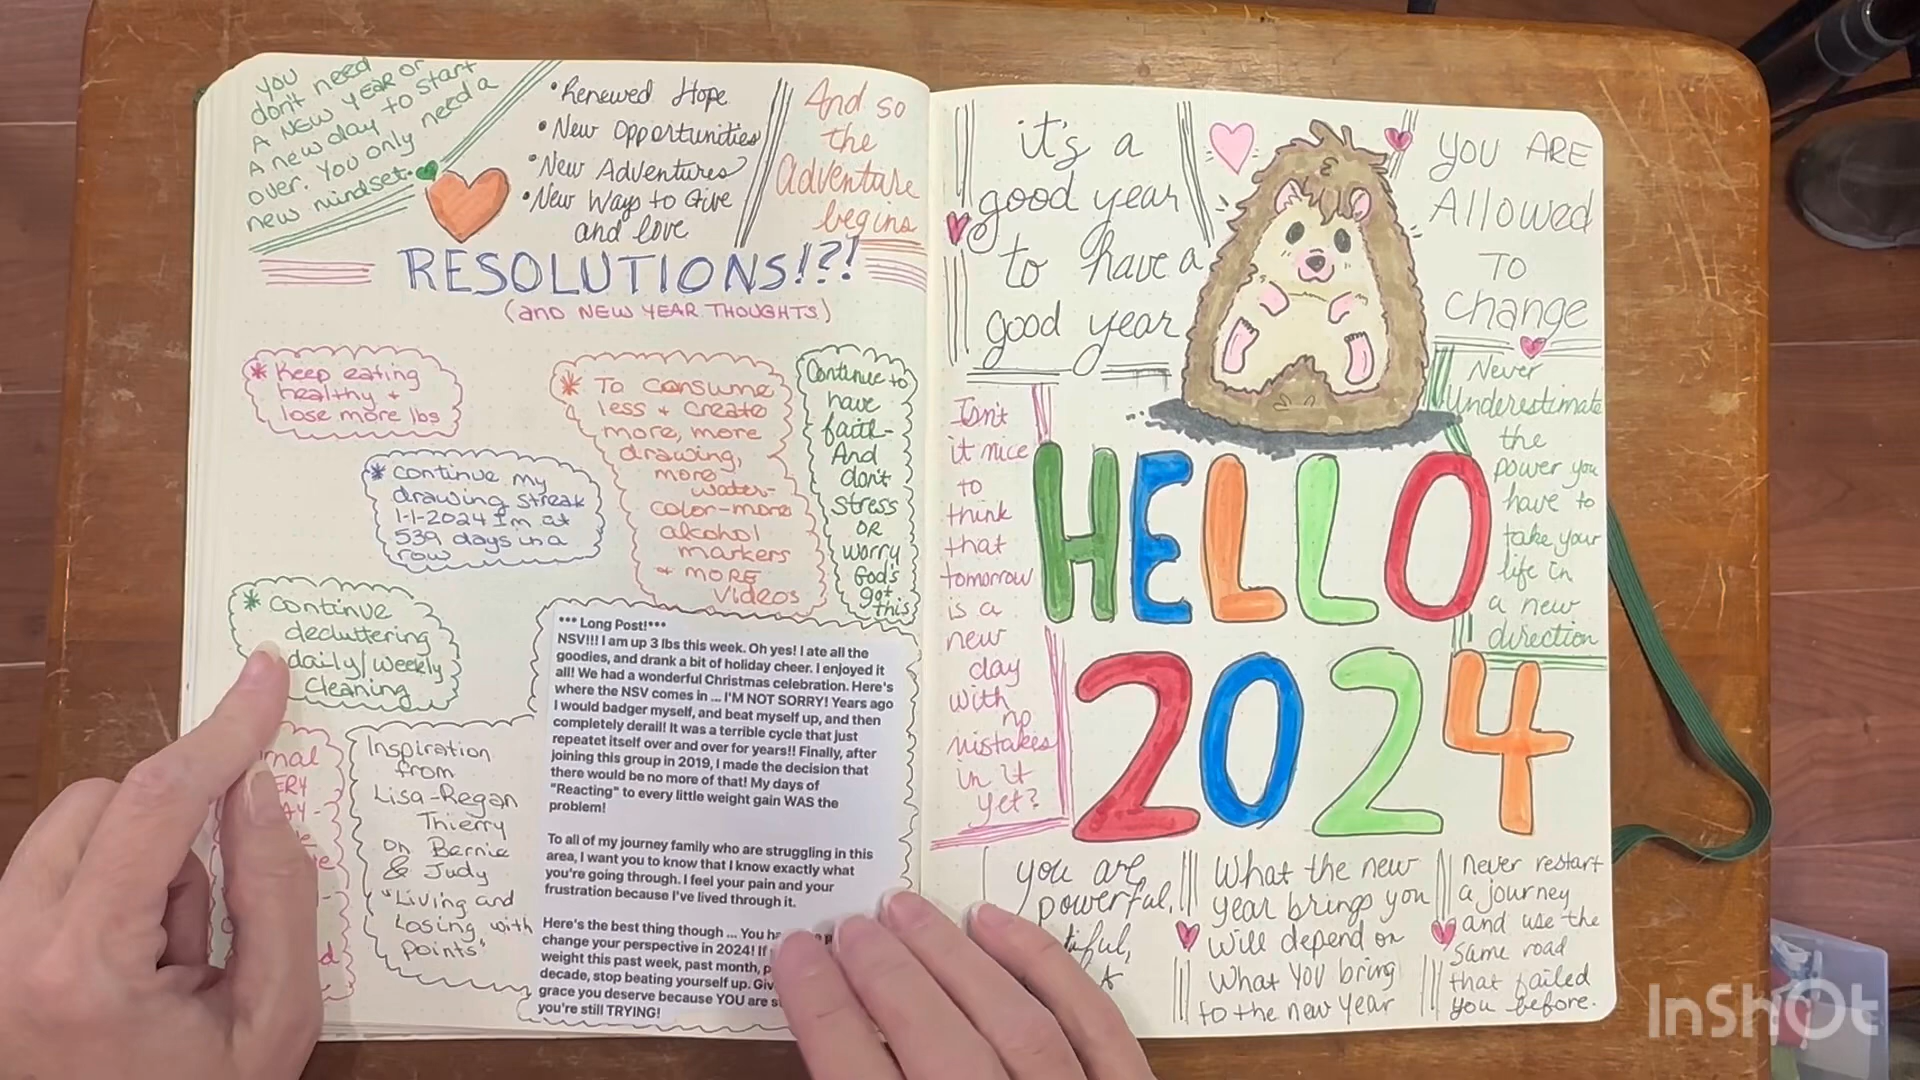 you
don't need
A NEW YEAR OR
A new day to start
over. You only need a
new mindset.
• Renewed Hope
• New Opportunities
• New Adventures
• New Ways to Give
and love
And so
the
Adventure
begins
RESOLUTIONS!?!
(and NEW YEAR THOUGHTS)
* Keep eating
healthy +
lose more lbs
* continue my
drawing streak
1-1-2024 Im at
539 days in a
row
* To consume
less + create
more, more
drawing,
more
water-
color-more
alcohol
markers
+ MORE
videos
Continue to
have
faith-
And
don't
stress
OR
worry
God's
got
this
* Continue
decluttering
daily/weekly
cleaning
Inspiration
from
Lisa-Regan
Thierry
on Bernie
& Judy
"Living and
Losing with
points"
*** Long Post!***
NSV!!! I am up 3 lbs this week. Oh yes! I ate all the
goodies, and drank a bit of holiday cheer. I enjoyed it
all! We had a wonderful Christmas celebration. Here's
where the NSV comes in ... I'M NOT SORRY! Years ago
I would badger myself, and beat myself up, and then
completely derail! It was a terrible cycle that just
repeatet itself over and over for years!! Finally, after
joining this group in 2019, I made the decision that
there would be no more of that! My days of
"Reacting" to every little weight gain WAS the
problem!
To all of my journey family who are struggling in this
area, I want you to know that I know exactly what
you're going through. I feel your pain and your
frustration because I've lived through it.
Here's the best thing though ... You
change your perspective in 2024! If
weight this past week, past month,
decade, stop beating yourself up.
grace you deserve because YOU are
you're still TRYING!
it's a
good year
to have a
good year
YOU ARE
Allowed
TO
Change
Isn't
it nice
to
think
that
tomorrow
is a
new
day
with
no
mistakes
in it
yet?
HELLO
2024
Never
Underestimate
the
power you
have to
take your
life in
a new
direction
you are
powerful,
What the new
year brings you
will depend on
what you bring
to the new year
Never restart
a journey
and use the
same road
that failed
you before.
InShOt